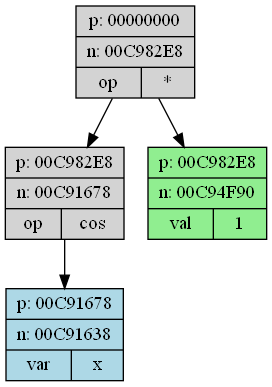 p: 00000000
n: 00C982E8
op *
p: 00C982E8
n: 00C91678
op cos
p: 00C982E8
n: 00C94F90
val 1
p: 00C91678
n: 00C91638
var x